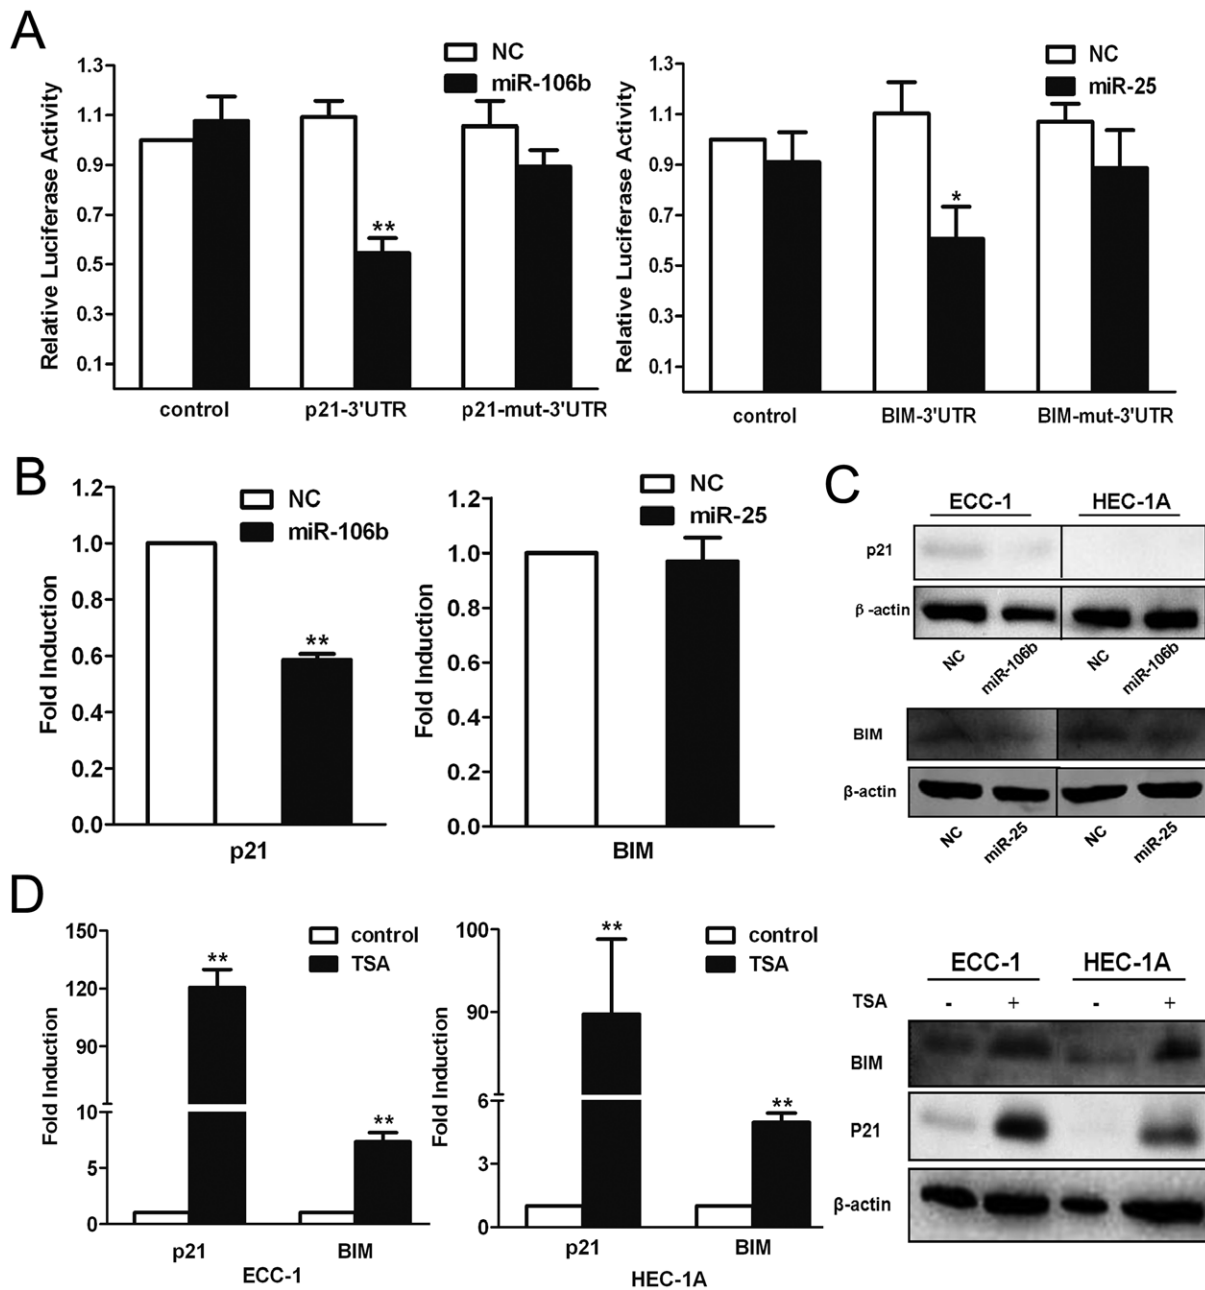 A
NC
miR-106b
Relative Luciferase Activity
1.3
1.1
0.9
0.7
0.5
0.3
0.1
**
control
p21-3'UTR
p21-mut-3'UTR
NC
miR-25
Relative Luciferase Activity
1.3
1.1
0.9
0.7
0.5
0.3
0.1
*
control
BIM-3'UTR
BIM-mut-3'UTR
B
NC
miR-106b
Fold Induction
1.2
1.0
0.8
0.6
0.4
0.2
0.0
**
p21
NC
miR-25
Fold Induction
1.2
1.0
0.8
0.6
0.4
0.2
0.0
BIM
C
ECC-1 HEC-1A
p21
β-actin
NC miR-106b NC miR-106b
BIM
β-actin
NC miR-25 NC miR-25
D
control
TSA
Fold Induction
150
120
90
10
5
0
**
**
p21 BIM
ECC-1
control
TSA
Fold Induction
100
90
6
3
0
**
**
p21 BIM
HEC-1A
ECC-1 HEC-1A
TSA - + - +
BIM
P21
β-actin